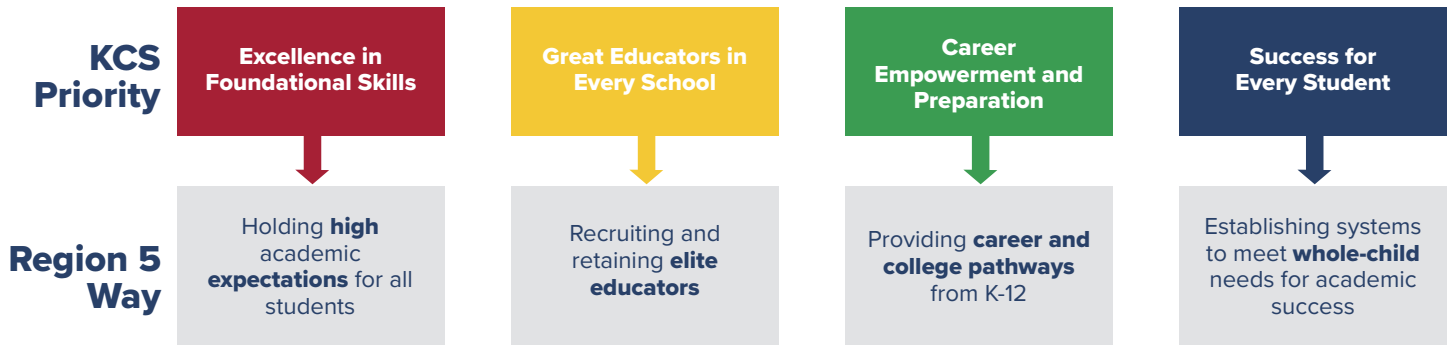 KCS
Priority
Excellence in
Foundational Skills
Great Educators in
Every School
Career
Empowerment and
Preparation
Success for
Every Student
Region 5
Way
Holding high
academic
expectations for all
students
Recruiting and
retaining elite
educators
Providing career and
college pathways
from K-12
Establishing systems
to meet whole-child
needs for academic
success